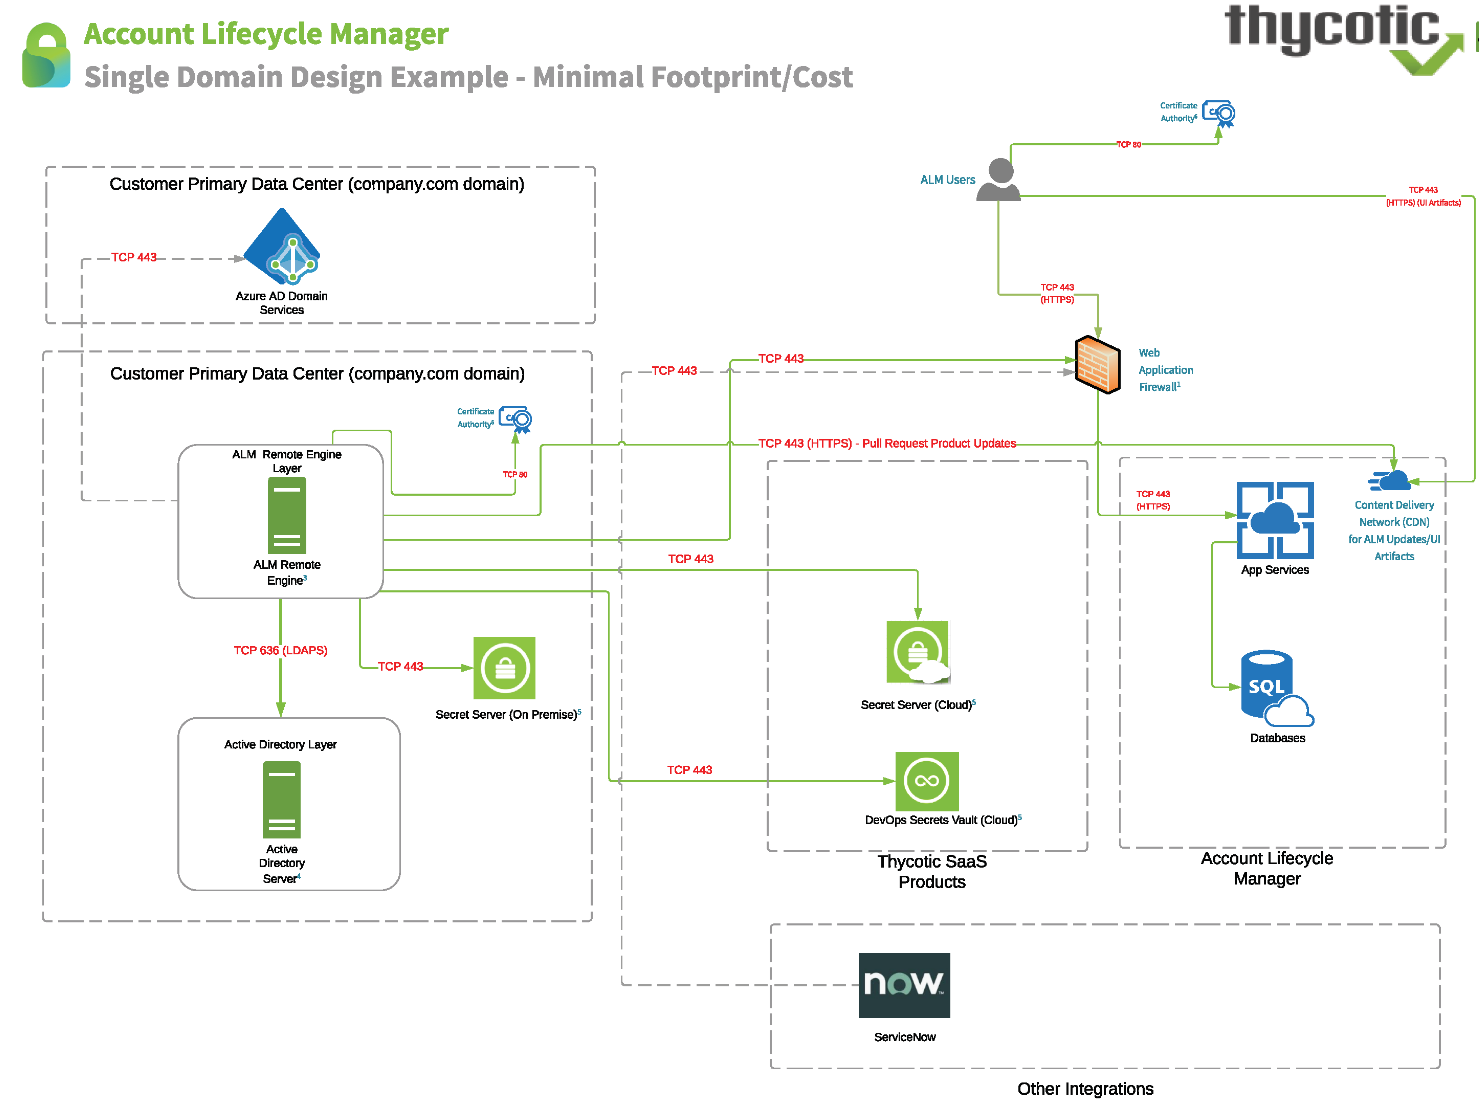 Account Lifecycle Manager
Single Domain Design Example - Minimal Footprint/Cost
thycotic
Certificate
Authority⁶
TCP 80
ALM Users
TCP 443
(HTTPS) (UI Artifacts)
Customer Primary Data Center (company.com domain)
TCP 443
Azure AD Domain
Services
TCP 443
(HTTPS)
Customer Primary Data Center (company.com domain)
TCP 443
TCP 443
Web
Application
Firewall¹
Certificate
Authority⁶
TCP 80
TCP 443 (HTTPS) - Pull Request Product Updates
ALM Remote Engine
Layer
ALM Remote
Engine³
TCP 443
(HTTPS)
App Services
Content Delivery
Network (CDN)
for ALM Updates/UI
Artifacts
TCP 443
TCP 636 (LDAPS)
TCP 443
Secret Server (On Premise)⁵
Secret Server (Cloud)⁵
SQL
Databases
Active Directory Layer
Active
Directory
Server⁴
TCP 443
DevOps Secrets Vault (Cloud)⁵
Thycotic SaaS
Products
Account Lifecycle
Manager
now
ServiceNow
Other Integrations